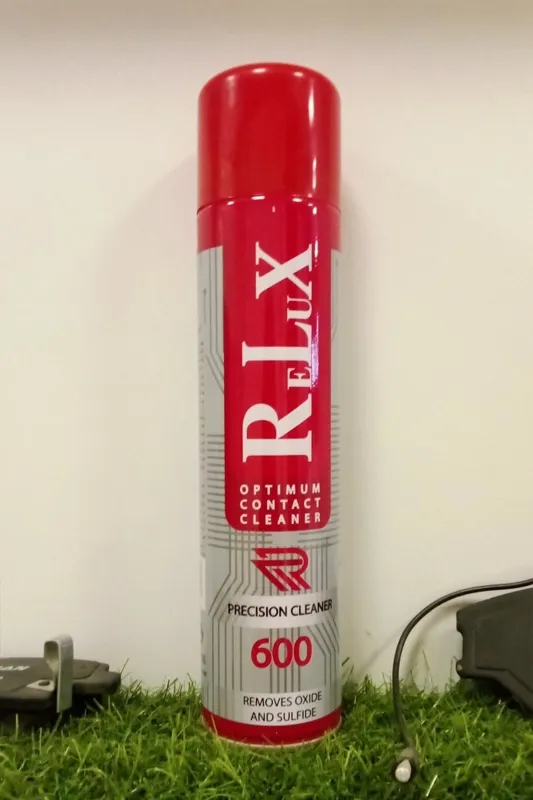 RELUX
OPTIMUM
CONTACT
CLEANER
PRECISION CLEANER
600
REMOVES OXIDE
AND SULFIDE